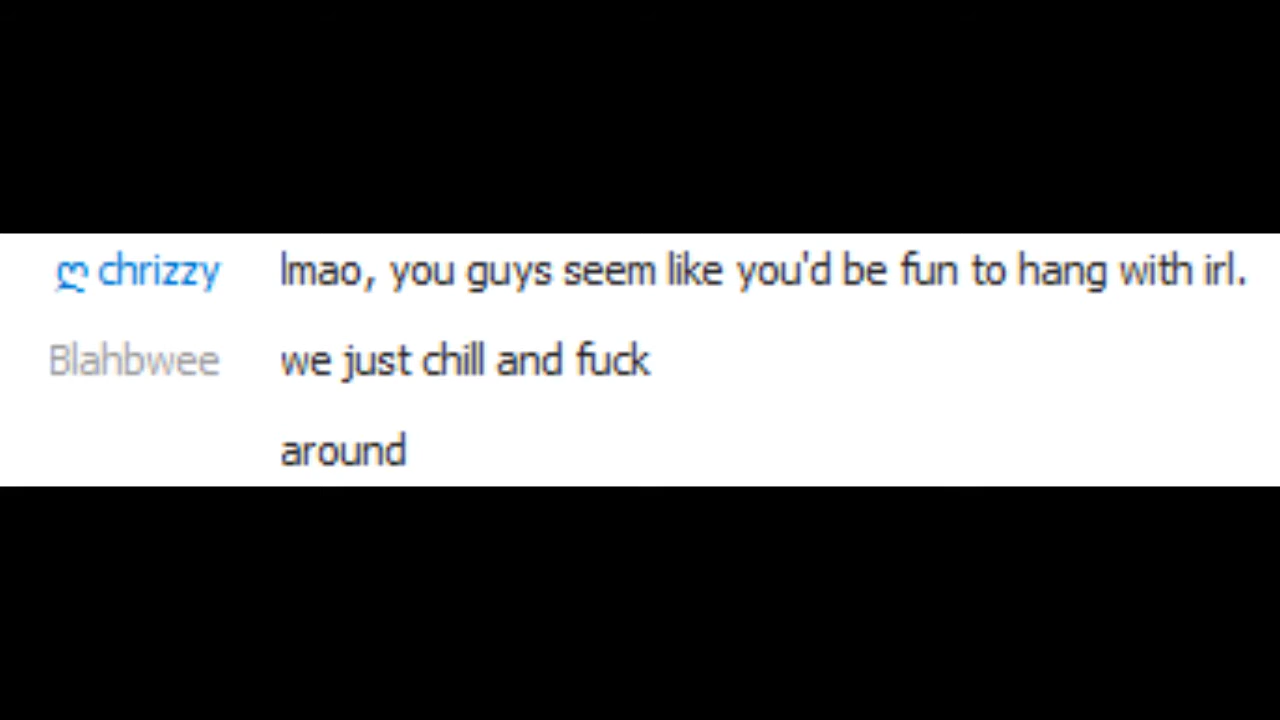 ღ chrizzy lmao, you guys seem like you'd be fun to hang with irl.
Blahbwee we just chill and fuck
around